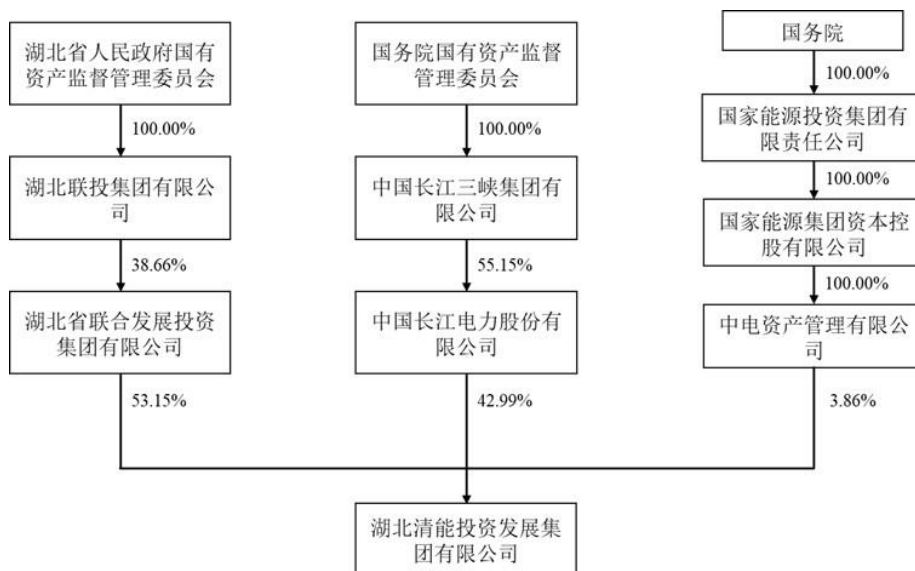 湖北省人民政府国有
资产监督管理委员会
国务院国有资产监督
管理委员会
国务院
100.00%
100.00%
100.00%
国家能源投资集团有
限责任公司
湖北联投集团有限公
司
中国长江三峡集团有
限公司
100.00%
国家能源集团资本控
股有限公司
38.66%
55.15%
100.00%
湖北省联合发展投资
集团有限公司
中国长江电力股份有
限公司
中电资产管理有限公
司
53.15%
42.99%
3.86%
湖北清能投资发展集
团有限公司